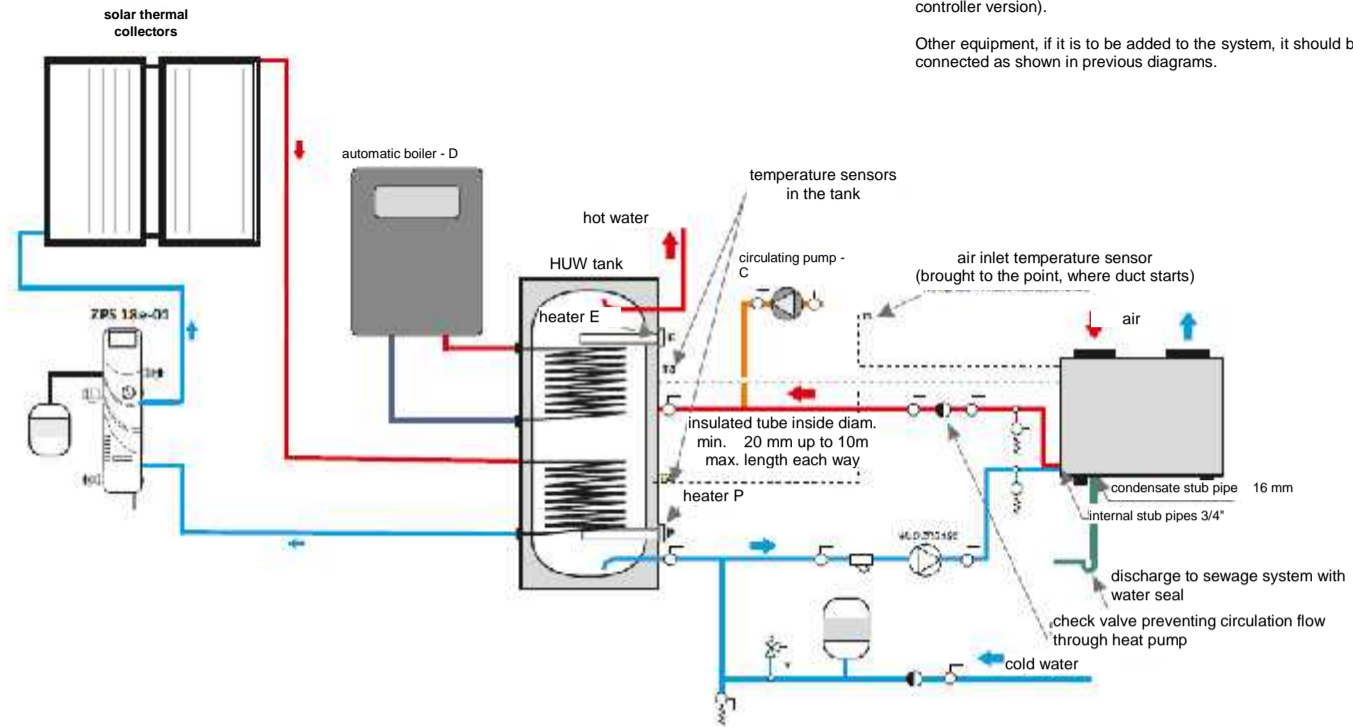 controller version).
Other equipment, if it is to be added to the system, it should b
connected as shown in previous diagrams.
solar thermal
collectors
automatic boiler - D
temperature sensors
in the tank
hot water
HUW tank
circulating pump -
C
air inlet temperature sensor
(brought to the point, where duct starts)
air
heater E
E
insulated tube inside diam.
min. 20 mm up to 10m
max. length each way
heater P
condensate stub pipe 16 mm
internal stub pipes 3/4"
discharge to sewage system with
water seal
check valve preventing circulation flow
through heat pump
cold water